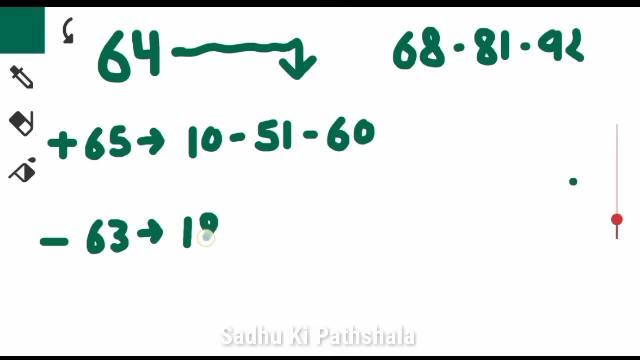 64 → 68 - 81 - 92
+ 65 → 10 - 51 - 60
- 63 → 18
Sadhu Ki Pathshala